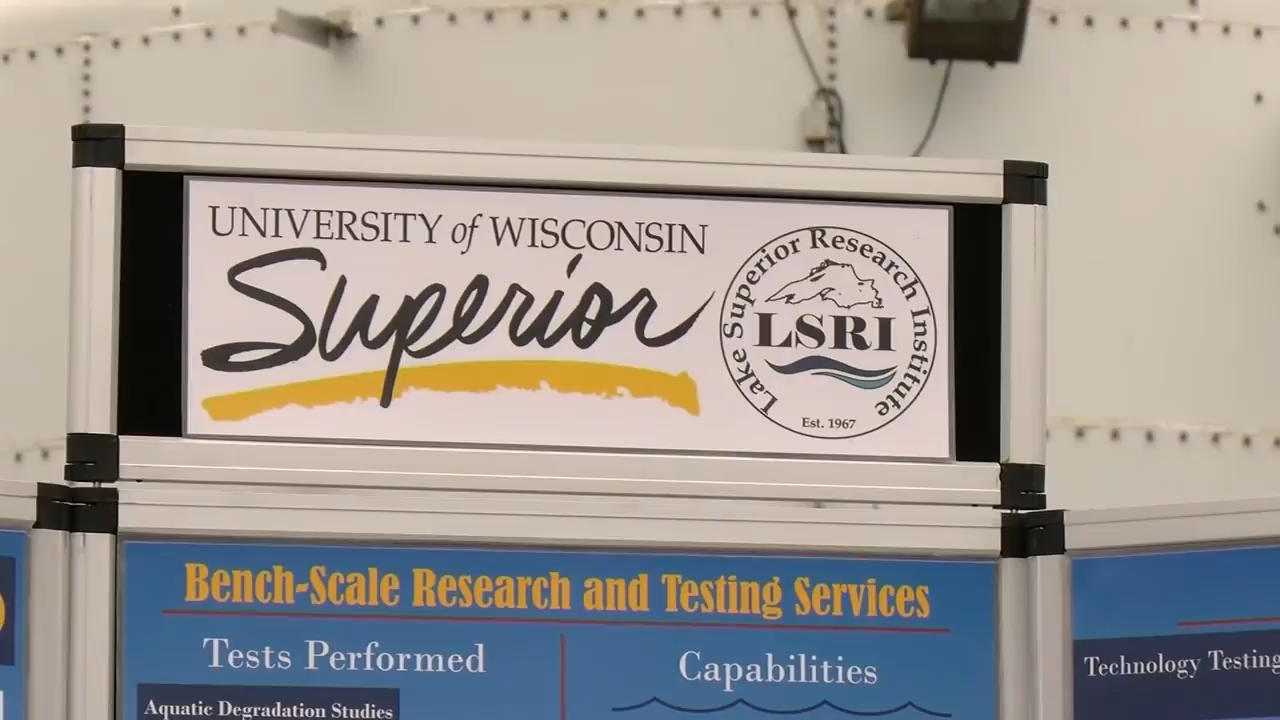 UNIVERSITY of WISCONSIN
Superior
Lake Superior Research Institute
LSRI
Est. 1967
Bench-Scale Research and Testing Services
Tests Performed
Capabilities
Aquatic Degradation Studies
Technology Testing